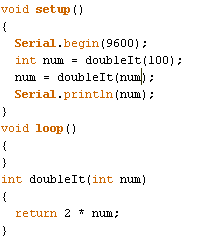 void setup()
{
  Serial.begin(9600);
  int num = doubleIt(100);
  num = doubleIt(num);
  Serial.println(num);
}
void loop()
{
}
int doubleIt(int num)
{
  return 2 * num;
}